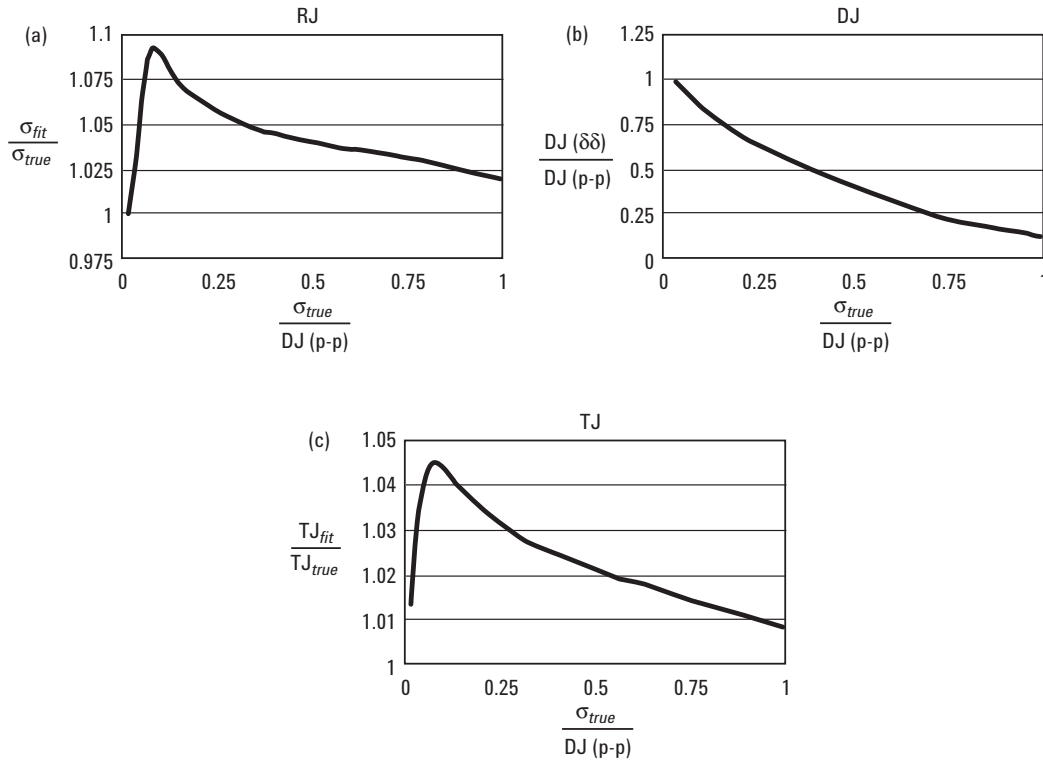 RJ
(a)
1.1
1.075
1.05
1.025
1
0.975
σfit
σtrue
0 0.25 0.5 0.75 1
σtrue
DJ (p-p)
DJ
(b)
1.25
1
0.75
0.5
0.25
0
DJ (δδ)
DJ (p-p)
0 0.25 0.5 0.75 1
σtrue
DJ (p-p)
TJ
(c)
1.05
1.04
1.03
1.02
1.01
1
TJfit
TJtrue
0 0.25 0.5 0.75 1
σtrue
DJ (p-p)